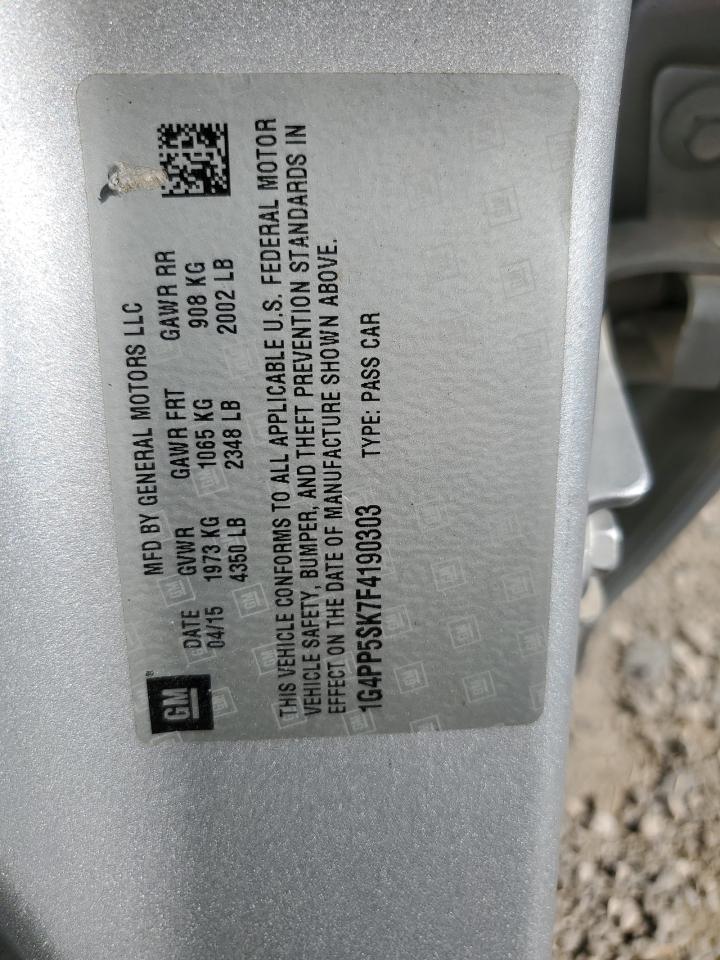 GM®
MFD BY GENERAL MOTORS LLC
DATE GVWR GAWR FRT GAWR RR
04/15 1973 KG 1065 KG 908 KG
4350 LB 2348 LB 2002 LB
THIS VEHICLE CONFORMS TO ALL APPLICABLE U.S. FEDERAL MOTOR
VEHICLE SAFETY, BUMPER, AND THEFT PREVENTION STANDARDS IN
EFFECT ON THE DATE OF MANUFACTURE SHOWN ABOVE.
1G4PP5SK7F4190303 TYPE: PASS CAR